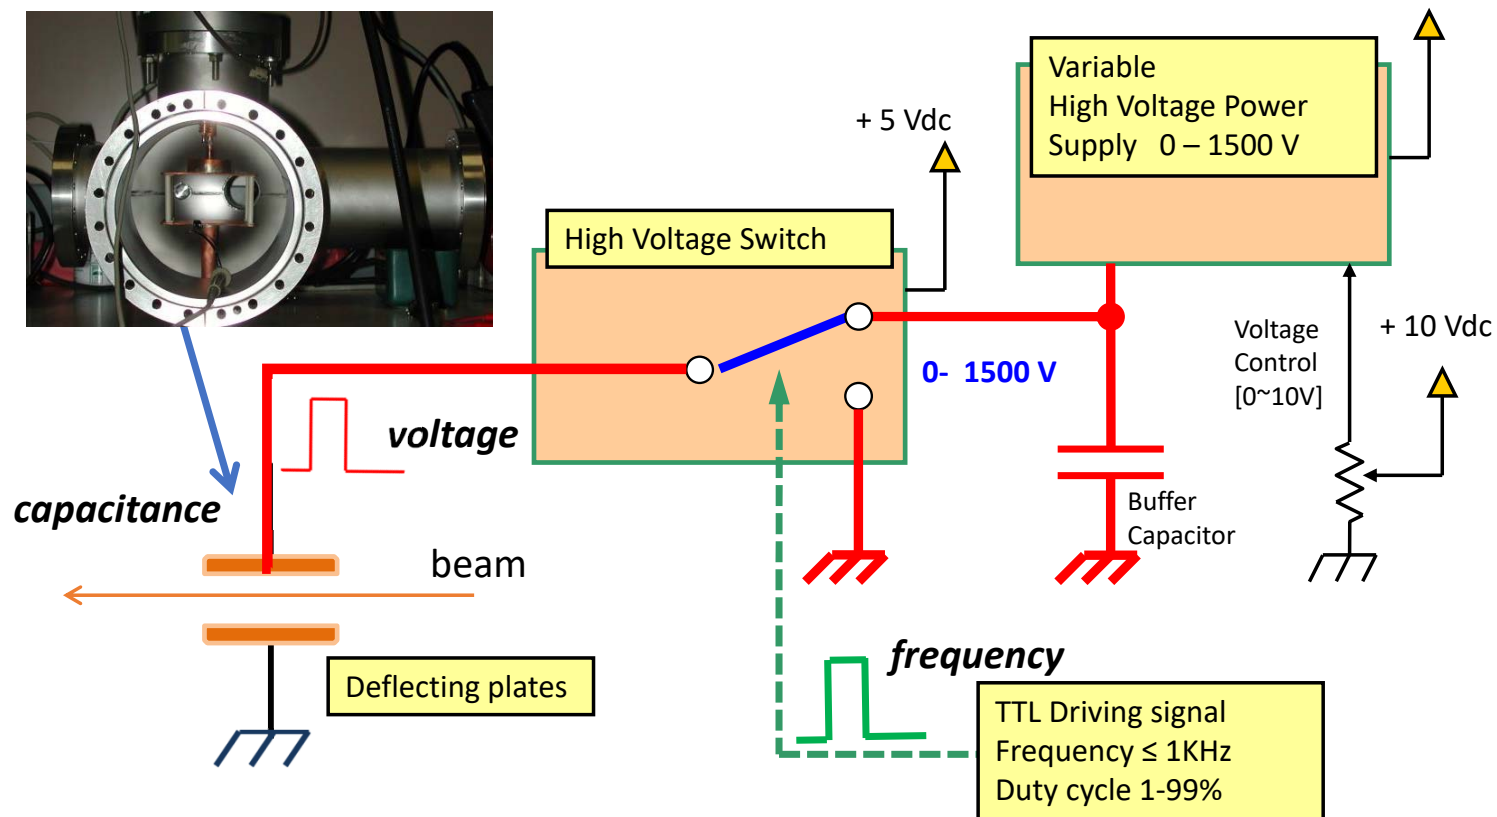 Variable
High Voltage Power
Supply 0 – 1500 V
+ 5 Vdc
High Voltage Switch
0- 1500 V
Voltage
Control
[0~10V]
+ 10 Vdc
voltage
capacitance
Buffer
Capacitor
beam
Deflecting plates
frequency
TTL Driving signal
Frequency ≤ 1KHz
Duty cycle 1-99%